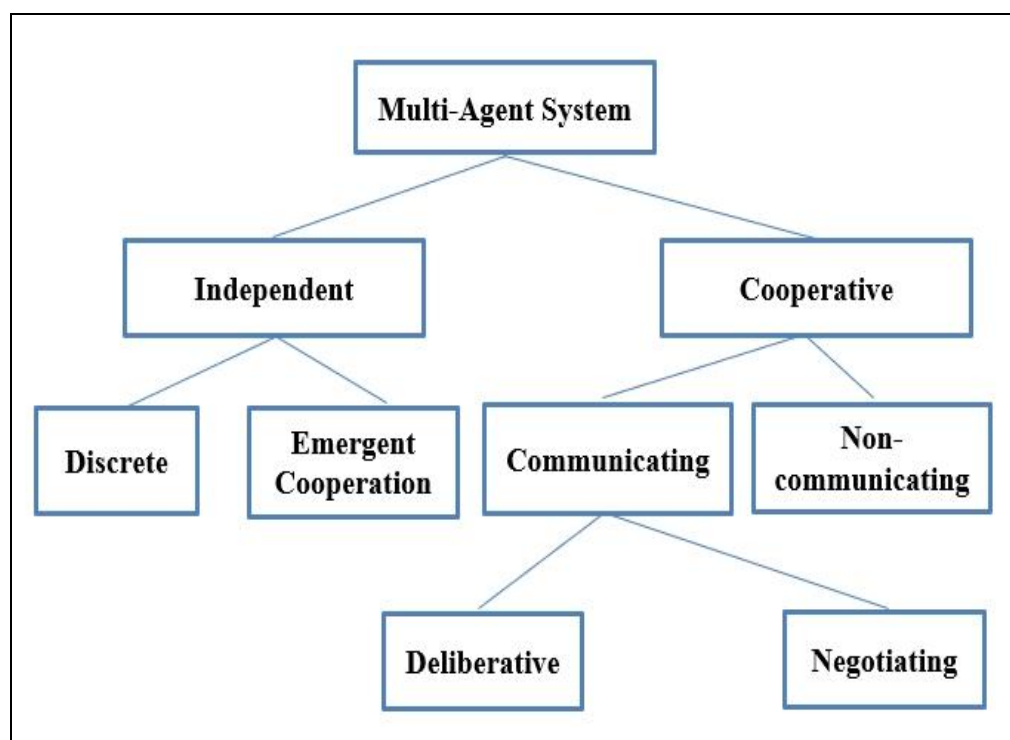 Multi-Agent System
Independent
Cooperative
Discrete
Emergent
Cooperation
Communicating
Non-
communicating
Deliberative
Negotiating